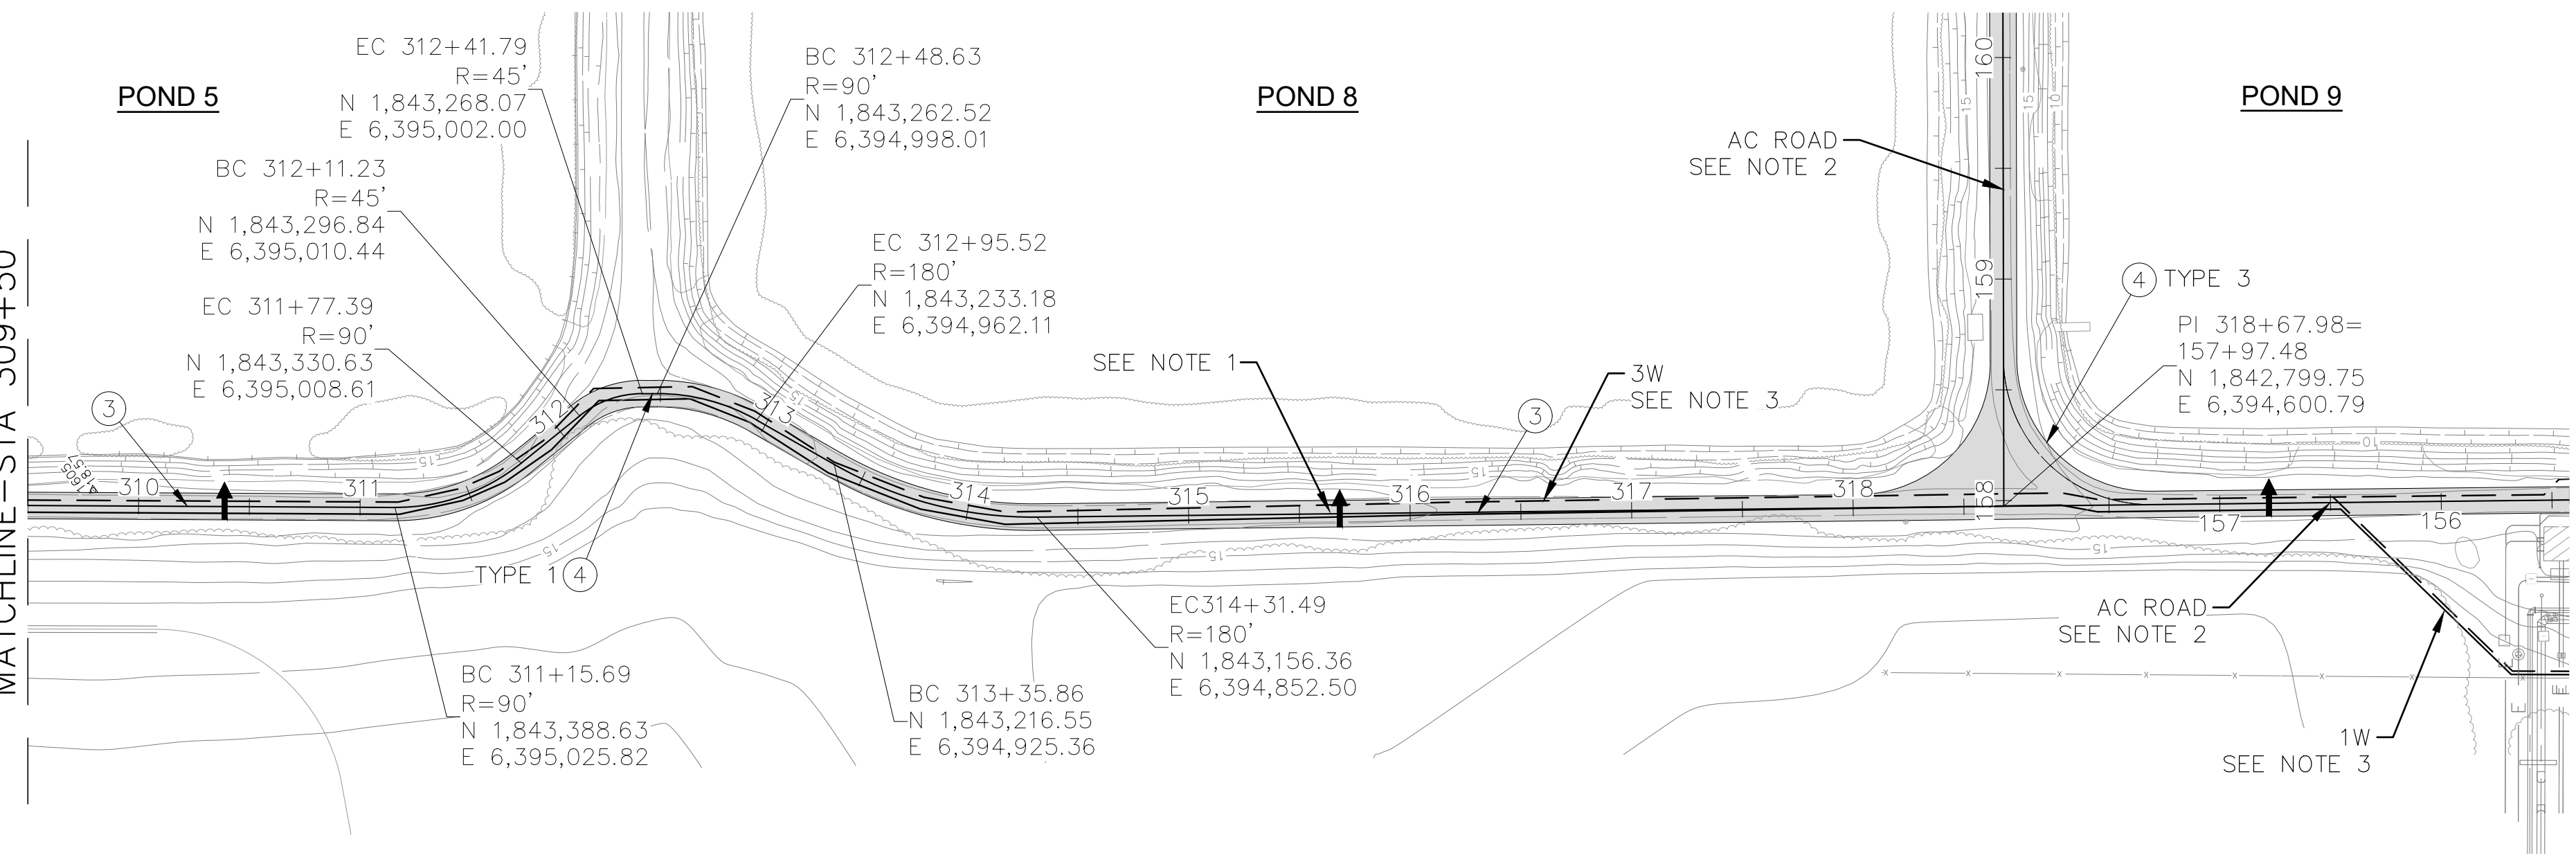 MATCHLINE-STA 309+50
POND 5
EC 312+41.79
R=45'
N 1,843,268.07
E 6,395,002.00
BC 312+48.63
R=90'
N 1,843,262.52
E 6,394,998.01
POND 8
POND 9
AC ROAD
SEE NOTE 2
BC 312+11.23
R=45'
N 1,843,296.84
E 6,395,010.44
EC 312+95.52
R=180'
N 1,843,233.18
E 6,394,962.11
EC 311+77.39
R=90'
N 1,843,330.63
E 6,395,008.61
SEE NOTE 1
3W
SEE NOTE 3
4 TYPE 3
PI 318+67.98=
157+97.48
N 1,842,799.75
E 6,394,600.79
3
3
160
159
158
15
15
10
10
15
15
15
15
15
15
1605
18.57
310
311
312
313
314
315
316
317
318
157
156
TYPE 1 4
BC 311+15.69
R=90'
N 1,843,388.63
E 6,395,025.82
BC 313+35.86
N 1,843,216.55
E 6,394,925.36
EC314+31.49
R=180'
N 1,843,156.36
E 6,394,852.50
AC ROAD
SEE NOTE 2
1W
SEE NOTE 3
x x x x x x x
E
E